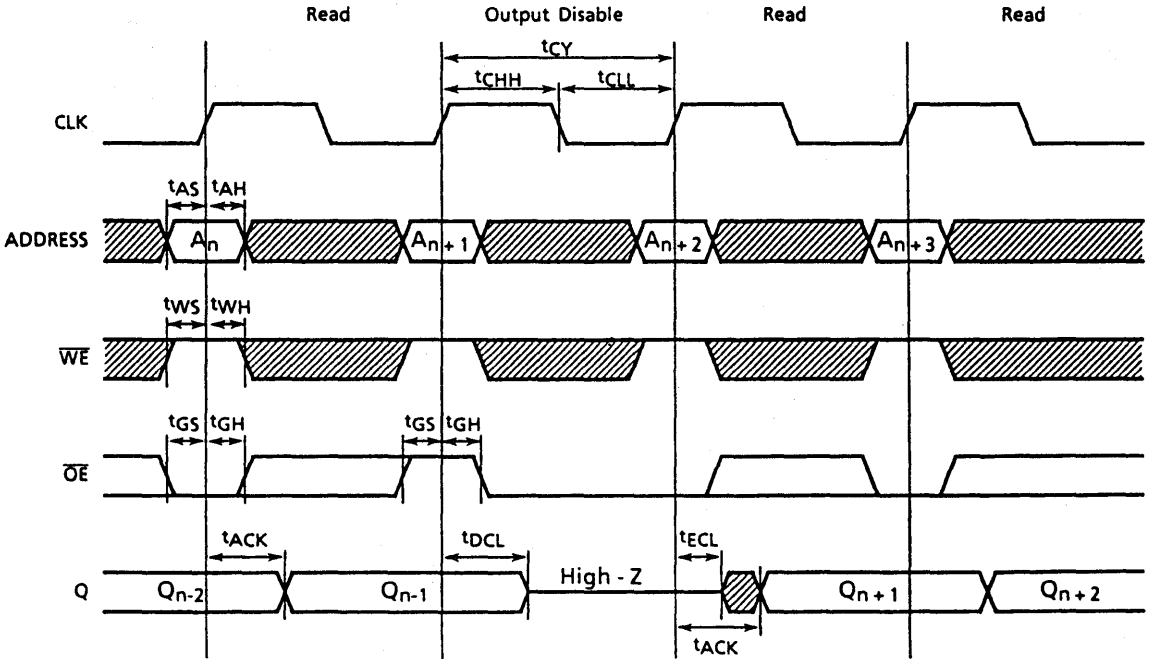 Read Output Disable Read Read
tCY
tCHH tCLL
CLK
tAS tAH
ADDRESS An An + 1 An + 2 An + 3
tWS tWH
WE
tGS tGH tGS tGH
OE
tACK tDCL tECL
Q Qn-2 Qn-1 High - Z Qn + 1 Qn + 2
tACK